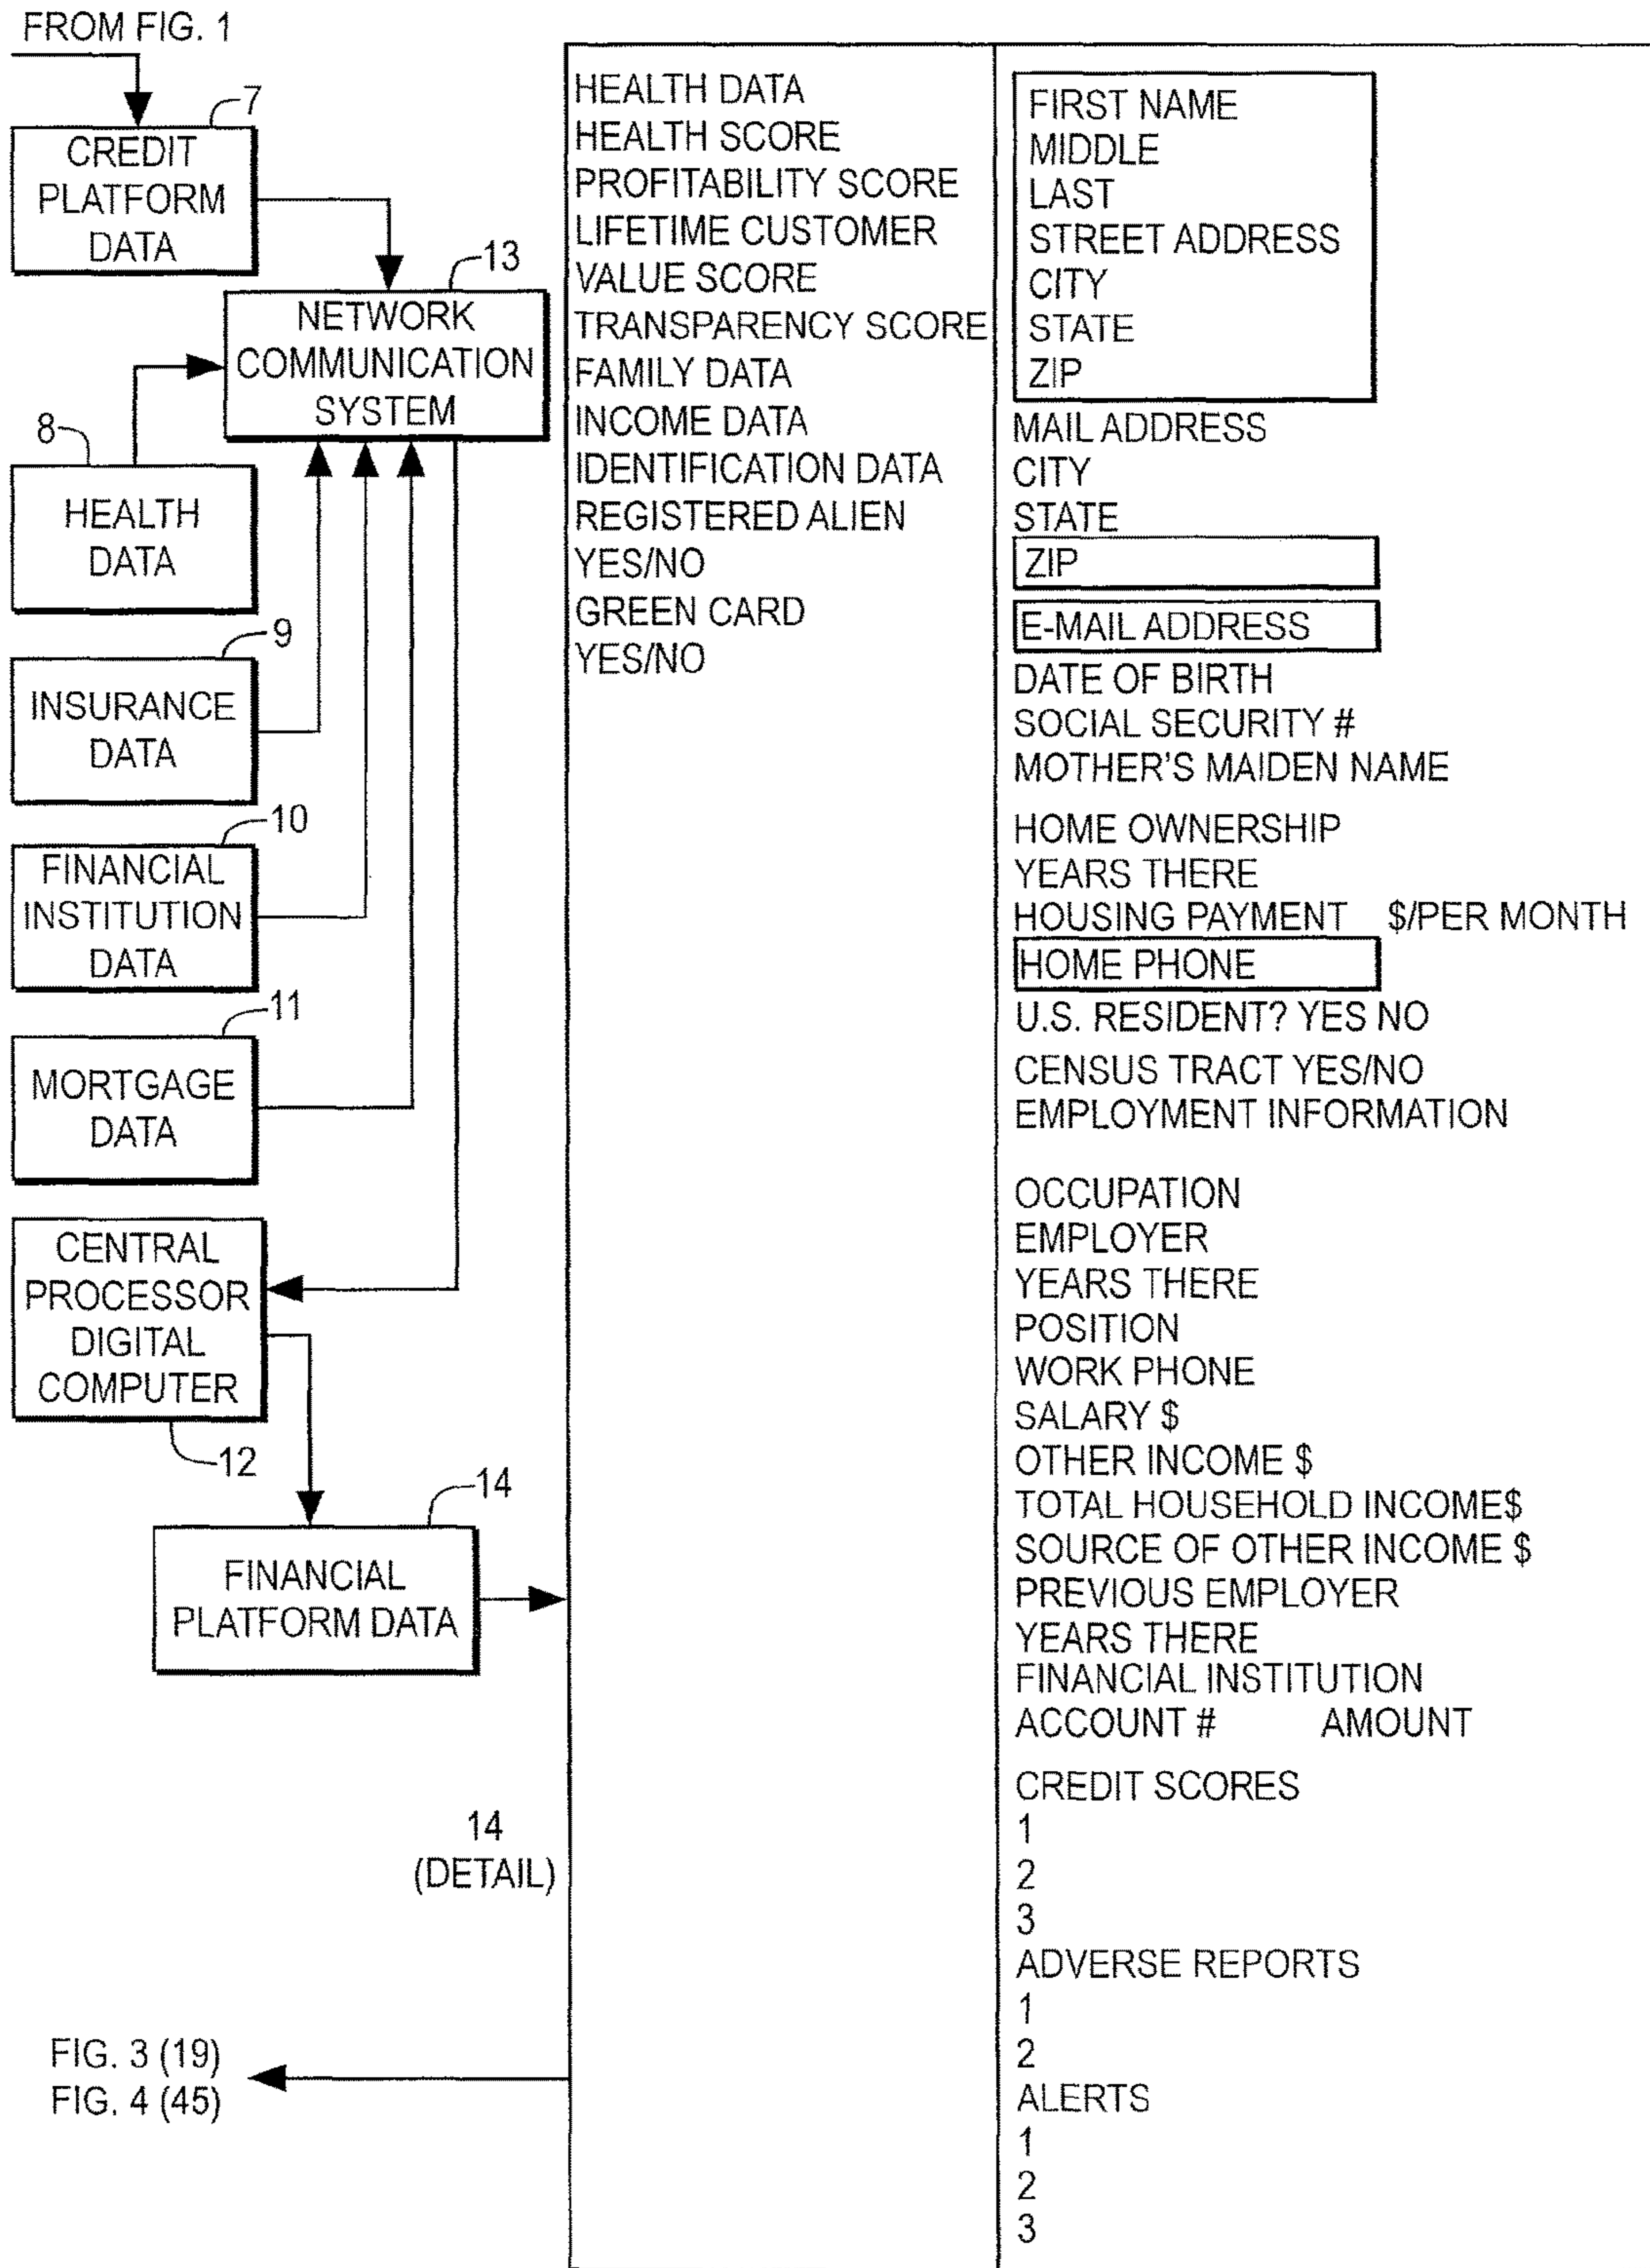 FROM FIG. 1
7
CREDIT
PLATFORM
DATA
13
NETWORK
COMMUNICATION
SYSTEM
8
HEALTH
DATA
9
INSURANCE
DATA
10
FINANCIAL
INSTITUTION
DATA
11
MORTGAGE
DATA
CENTRAL
PROCESSOR
DIGITAL
COMPUTER
12
14
FINANCIAL
PLATFORM DATA
14
(DETAIL)
FIG. 3 (19)
FIG. 4 (45)
HEALTH DATA
HEALTH SCORE
PROFITABILITY SCORE
LIFETIME CUSTOMER
VALUE SCORE
TRANSPARENCY SCORE
FAMILY DATA
INCOME DATA
IDENTIFICATION DATA
REGISTERED ALIEN
YES/NO
GREEN CARD
YES/NO
FIRST NAME
MIDDLE
LAST
STREET ADDRESS
CITY
STATE
ZIP
MAIL ADDRESS
CITY
STATE
ZIP
E-MAIL ADDRESS
DATE OF BIRTH
SOCIAL SECURITY #
MOTHER'S MAIDEN NAME
HOME OWNERSHIP
YEARS THERE
HOUSING PAYMENT $/PER MONTH
HOME PHONE
U.S. RESIDENT? YES NO
CENSUS TRACT YES/NO
EMPLOYMENT INFORMATION
OCCUPATION
EMPLOYER
YEARS THERE
POSITION
WORK PHONE
SALARY $
OTHER INCOME $
TOTAL HOUSEHOLD INCOME$
SOURCE OF OTHER INCOME $
PREVIOUS EMPLOYER
YEARS THERE
FINANCIAL INSTITUTION
ACCOUNT # AMOUNT
CREDIT SCORES
1
2
3
ADVERSE REPORTS
1
2
ALERTS
1
2
3